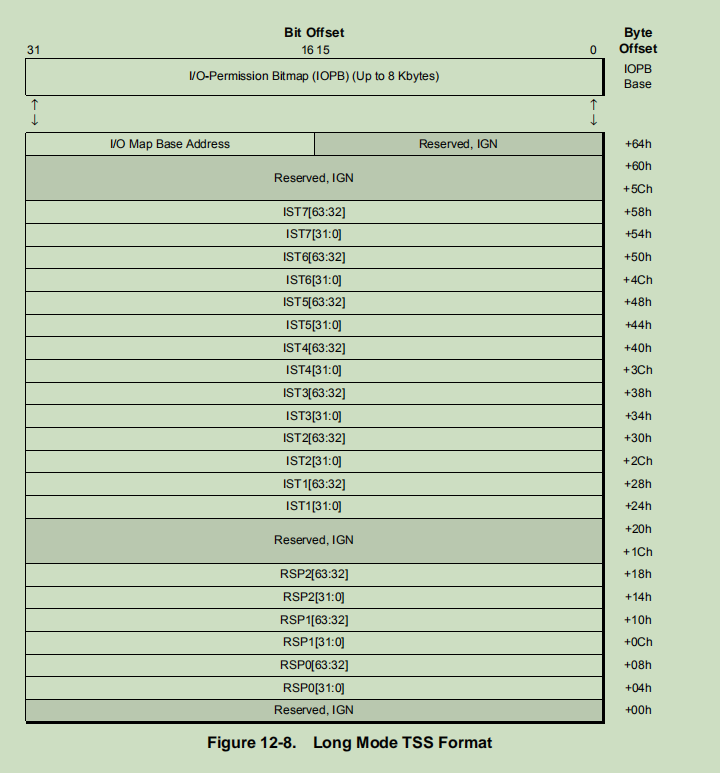 Bit Offset Byte
31 16 15 0 Offset
I/O-Permission Bitmap (IOPB) (Up to 8 Kbytes) IOPB
Base
I/O Map Base Address Reserved, IGN +64h
+60h
Reserved, IGN
+5Ch
IST7[63:32] +58h
IST7[31:0] +54h
IST6[63:32] +50h
IST6[31:0] +4Ch
IST5[63:32] +48h
IST5[31:0] +44h
IST4[63:32] +40h
IST4[31:0] +3Ch
IST3[63:32] +38h
IST3[31:0] +34h
IST2[63:32] +30h
IST2[31:0] +2Ch
IST1[63:32] +28h
IST1[31:0] +24h
+20h
Reserved, IGN
+1Ch
RSP2[63:32] +18h
RSP2[31:0] +14h
RSP1[63:32] +10h
RSP1[31:0] +0Ch
RSP0[63:32] +08h
RSP0[31:0] +04h
Reserved, IGN +00h
Figure 12-8. Long Mode TSS Format